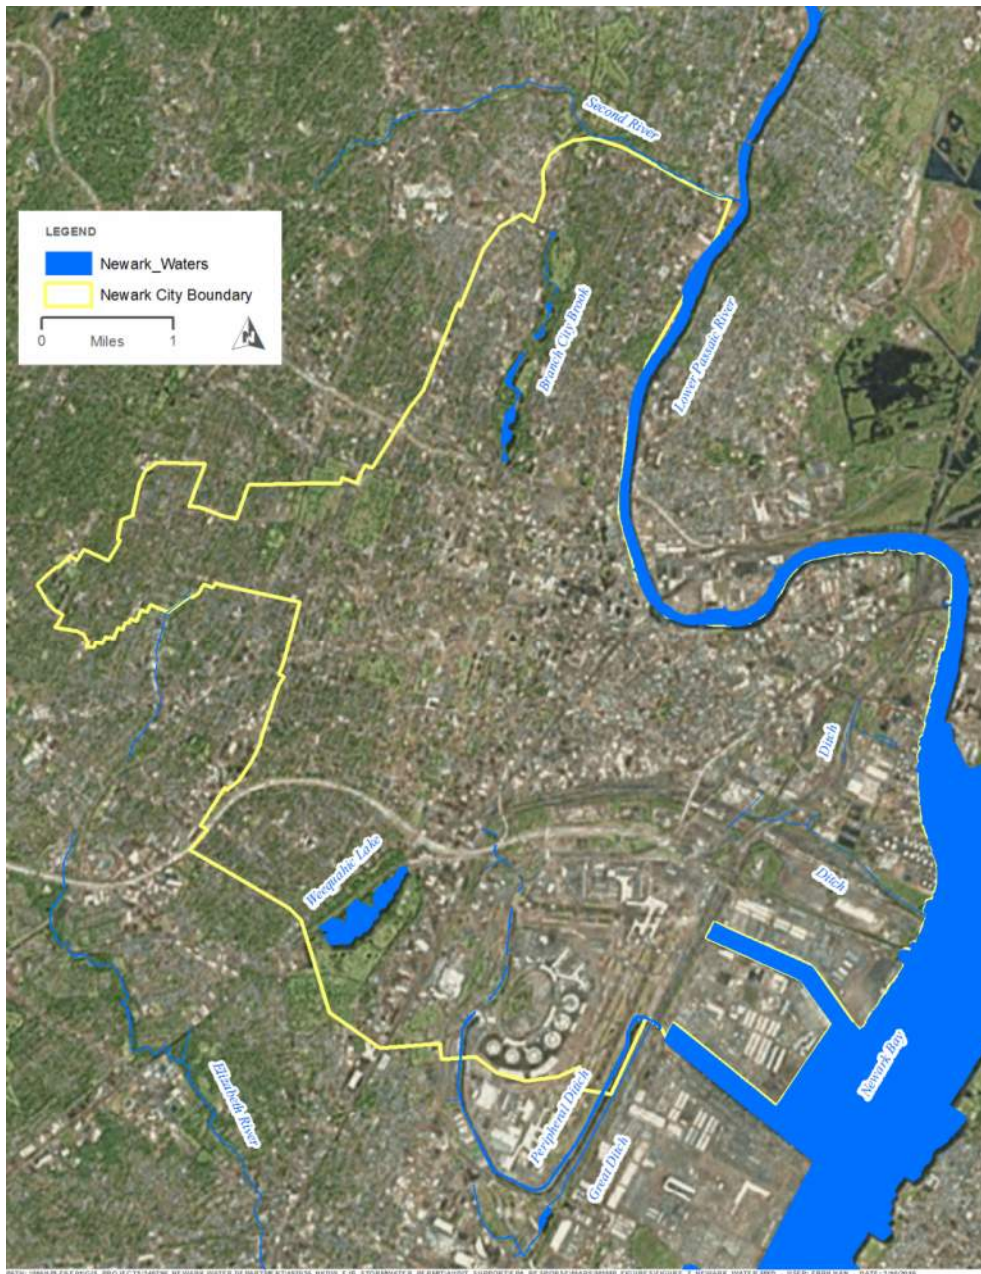 Second River
LEGEND
Newark_Waters
Newark City Boundary
0 Miles 1
N
Branch City Brook
Lower Passaic River
Ditch
Weequahic Lake
Ditch
Newark Bay
Elizabeth River
Peripheral Ditch
Great Ditch